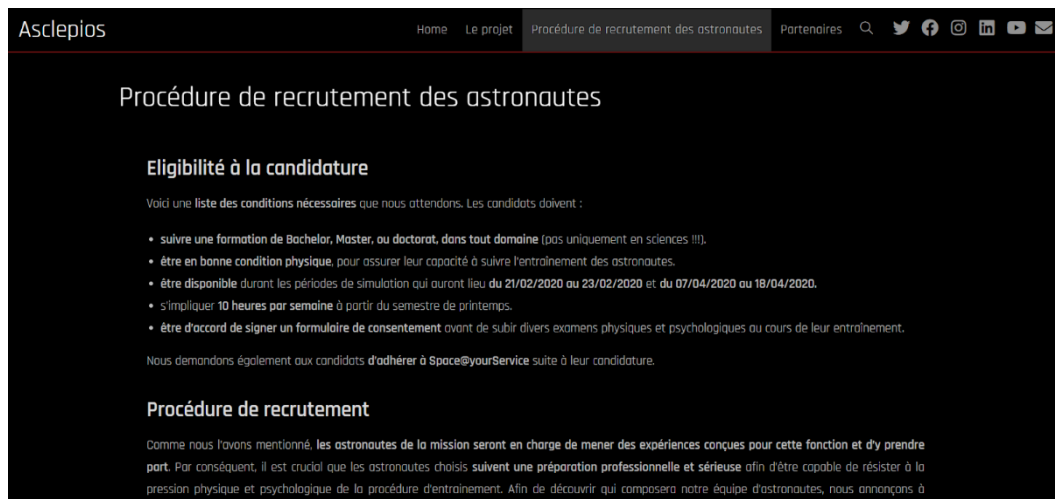 Asclepios
Home Le projet Procédure de recrutement des astronautes Partenaires
Procédure de recrutement des astronautes
Eligibilité à la candidature
Voici une liste des conditions nécessaires que nous attendons. Les candidats doivent :
• suivre une formation de Bachelor, Master, ou doctorat, dans tout domaine (pas uniquement en sciences !!!).
• être en bonne condition physique, pour assurer leur capacité à suivre l'entraînement des astronautes.
• être disponible durant les périodes de simulation qui auront lieu du 21/02/2020 au 23/02/2020 et du 07/04/2020 au 18/04/2020.
• s'impliquer 10 heures par semaine à partir du semestre de printemps.
• être d'accord de signer un formulaire de consentement avant de subir divers examens physiques et psychologiques au cours de leur entraînement.
Nous demandons également aux candidats d'adhérer à Space@yourService suite à leur candidature.
Procédure de recrutement
Comme nous l'avons mentionné, les astronautes de la mission seront en charge de mener des expériences conçues pour cette fonction et d'y prendre
part. Par conséquent, il est crucial que les astronautes choisis suivent une préparation professionnelle et sérieuse afin d'être capable de résister à la
pression physique et psychologique de la procédure d'entrainement. Afin de découvrir qui composera notre équipe d'astronautes, nous annonçons à